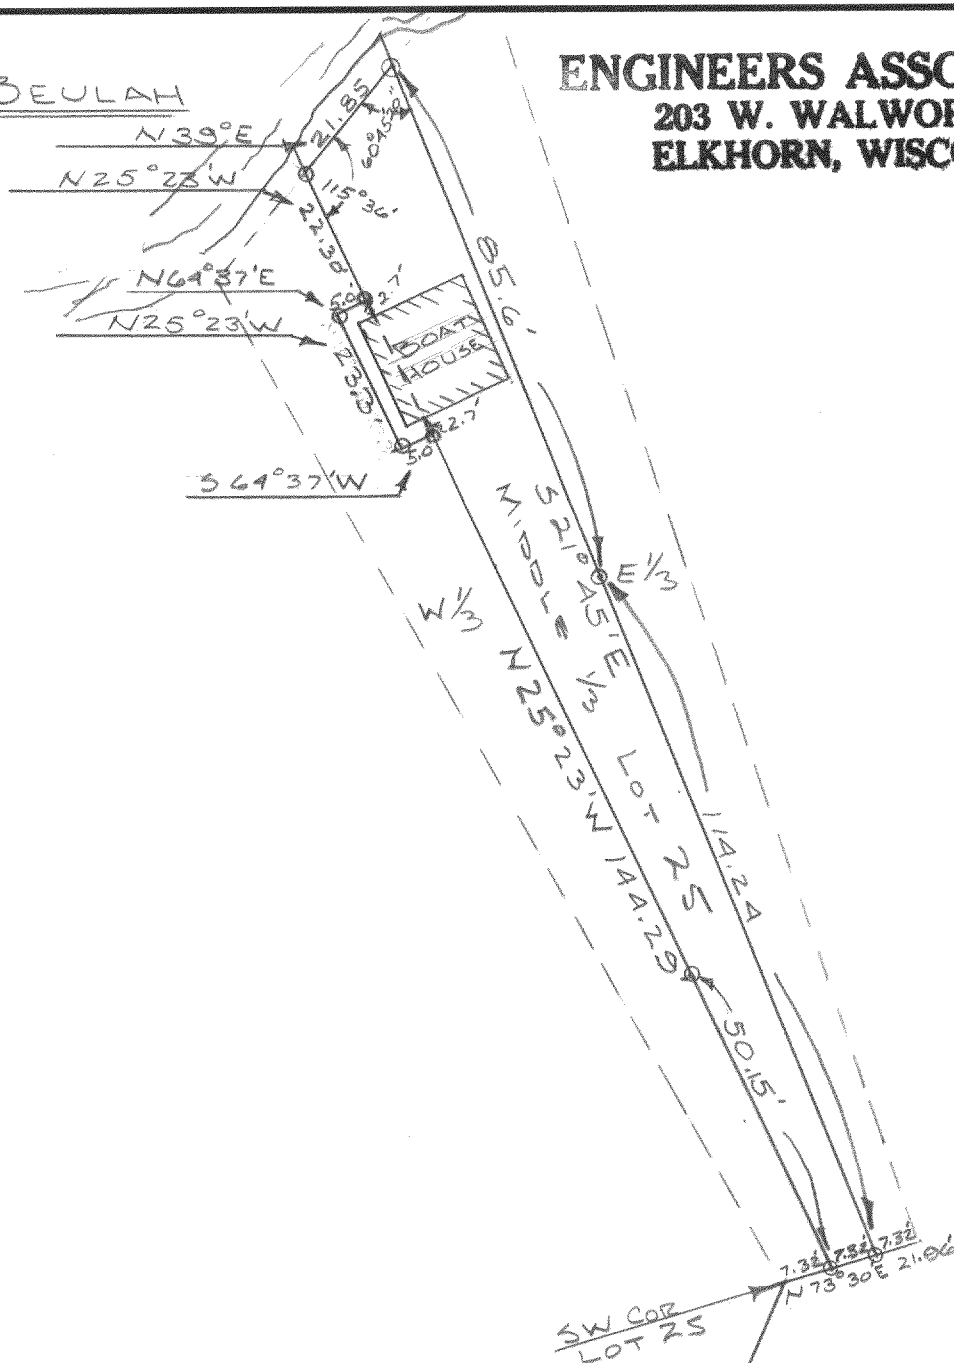 BEULAH
ENGINEERS ASSO
203 W. WALWOR
ELKHORN, WISCO
N39°E
N25°23'W
21.85
60°45'
115°36'
22.30
N64°37'E
N25°23'W
5.0
2.7'
85.6'
BOAT
HOUSE
23.3'
5.0
2.7'
S64°37'W
S21°45'E
E 1/3
W 1/3
MIDDLE 1/3
LOT 25
N25°23'W 144.29
114.24
50.15'
7.32' 7.32' 7.32'
N73°30'E 21.96'
SW COR
LOT 25